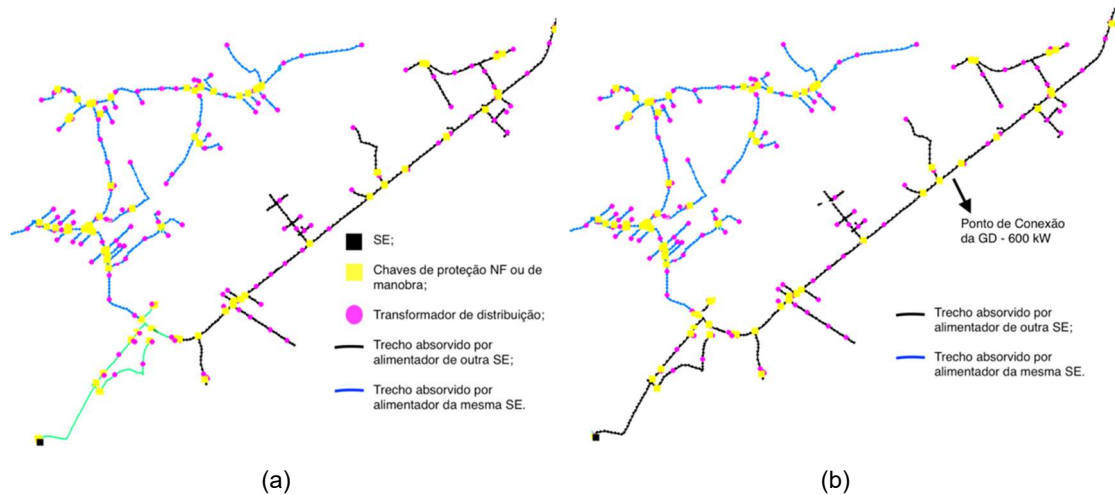 SE;
Chaves de proteção NF ou de
manobra;
Transformador de distribuição;
Trecho absorvido por
alimentador de outra SE;
Trecho absorvido por
alimentador da mesma SE.
(a)
Ponto de Conexão
da GD - 600 kW
Trecho absorvido por
alimentador de outra SE;
Trecho absorvido por
alimentador da mesma SE.
(b)